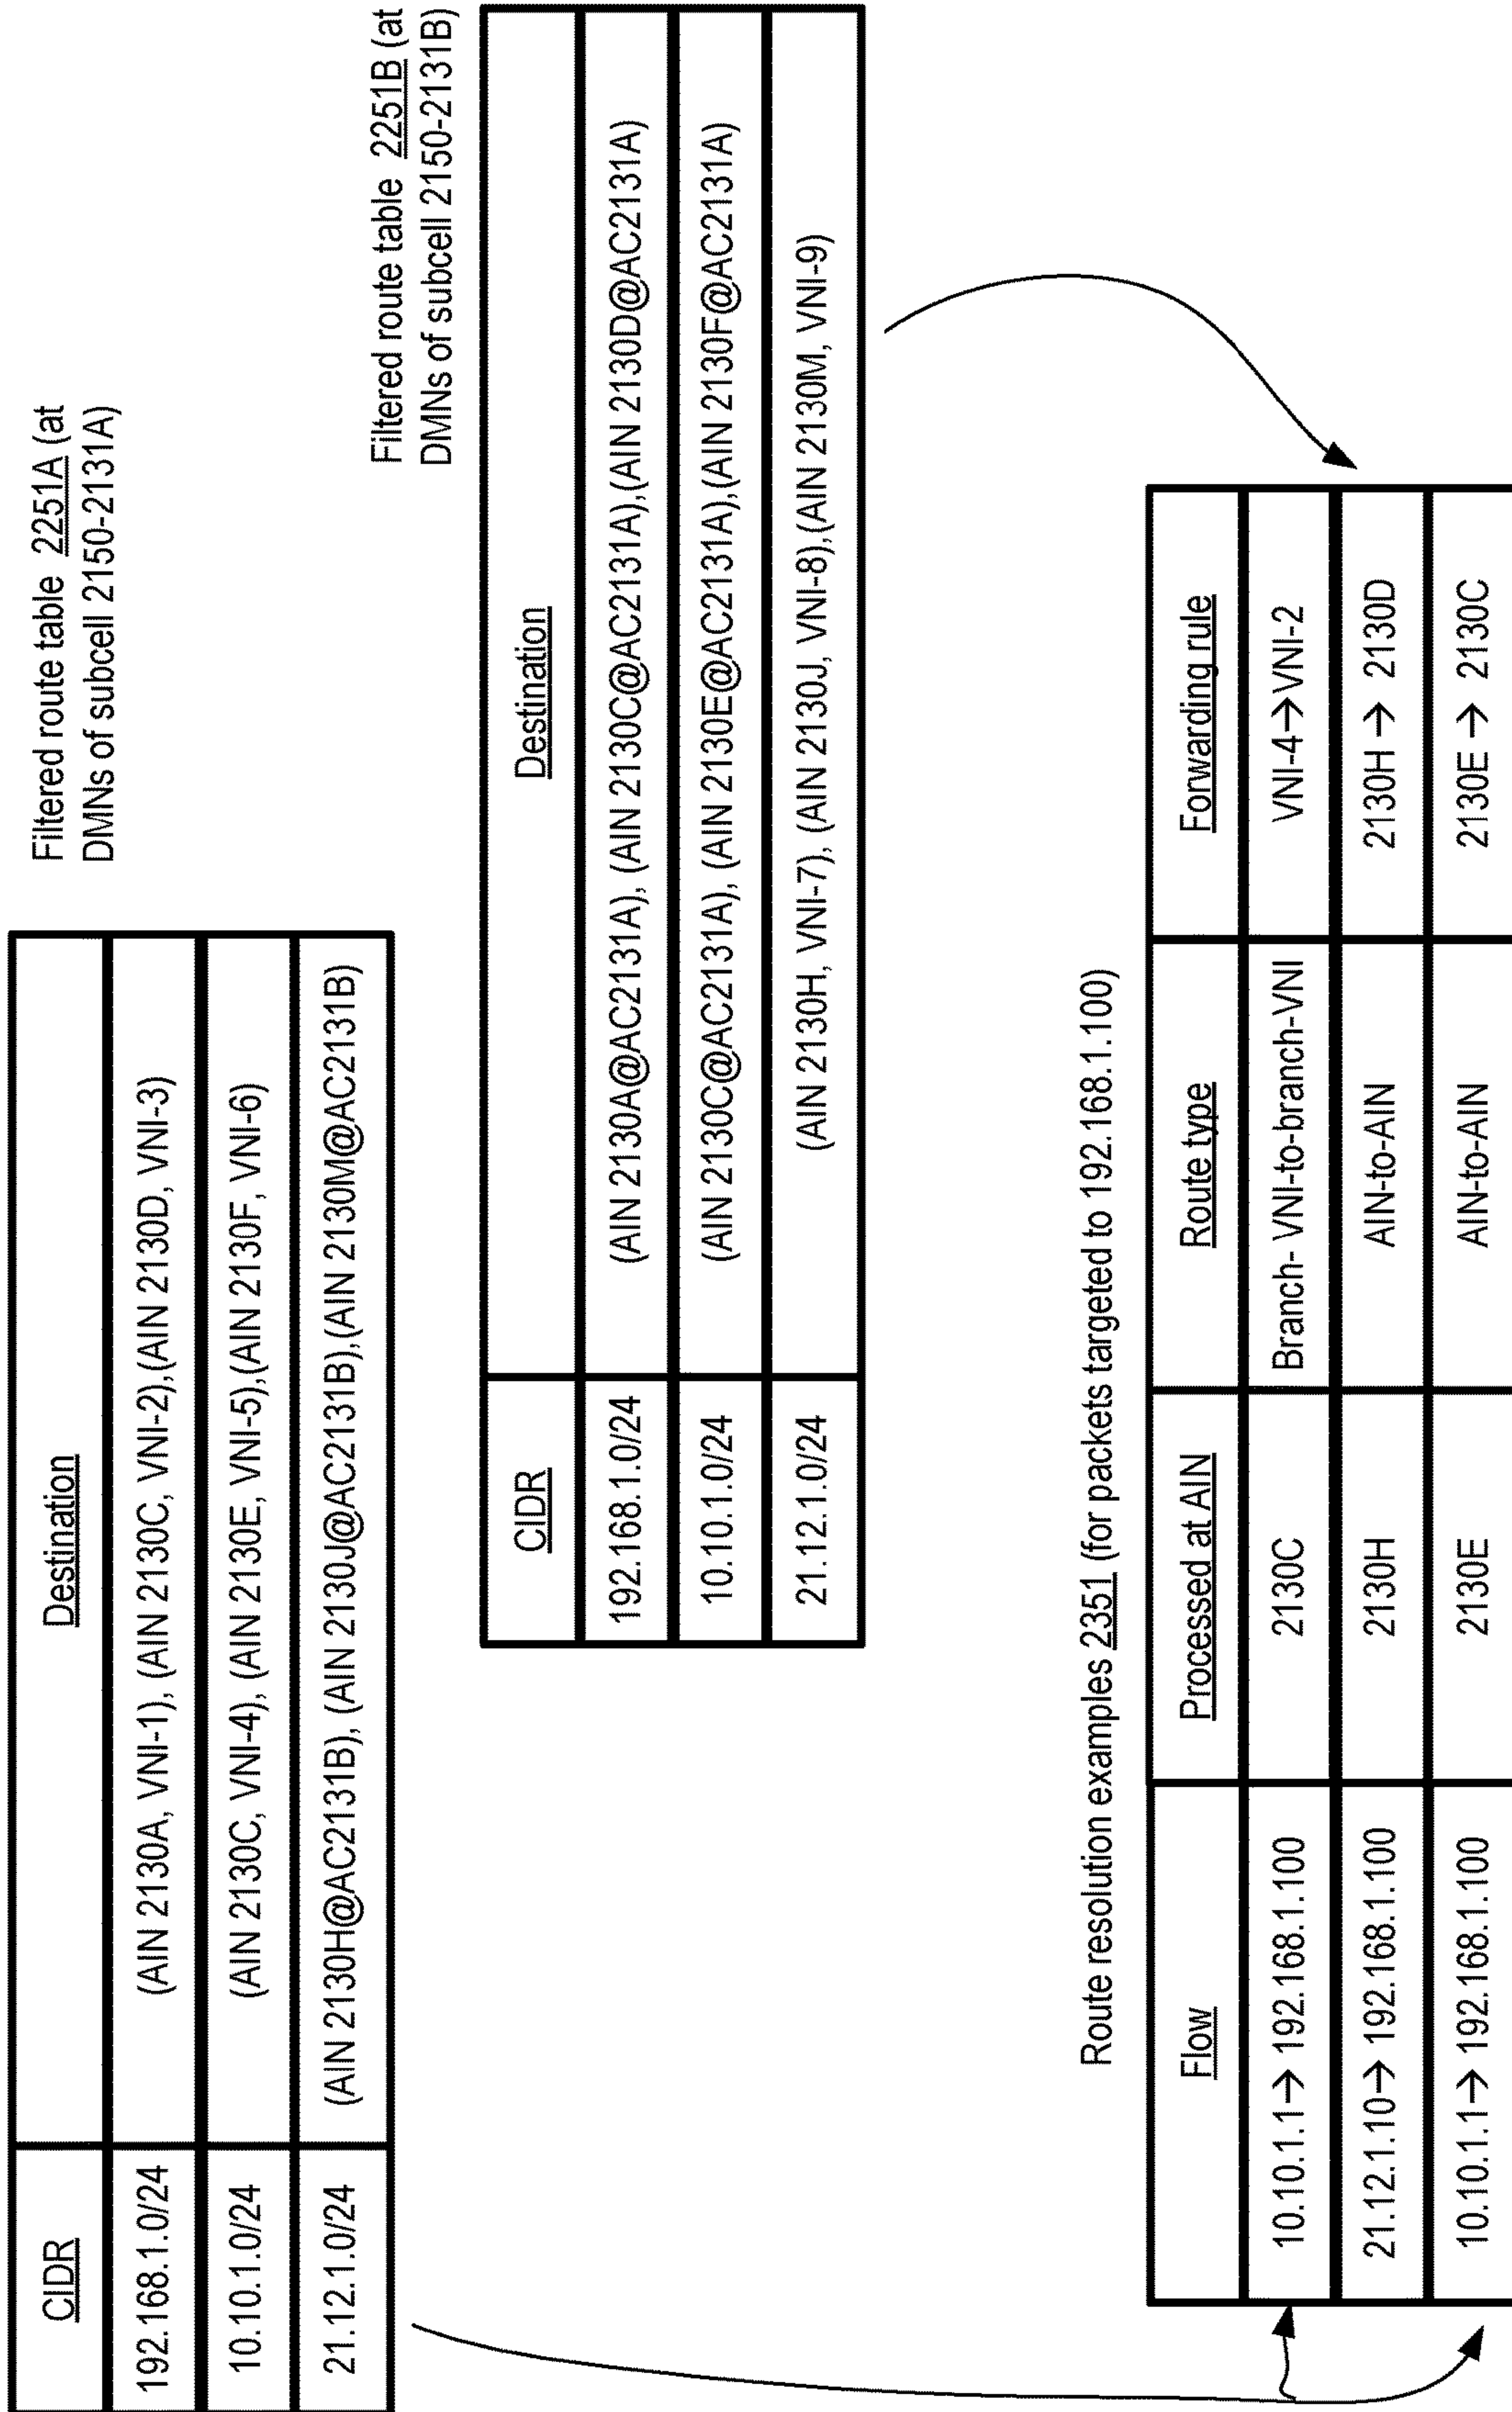 Filtered route table 2251A (at
DMNs of subcell 2150-2131A)
CIDR Destination
192.168.1.0/24 (AIN 2130A, VNI-1), (AIN 2130C, VNI-2),(AIN 2130D, VNI-3)
10.10.1.0/24 (AIN 2130C, VNI-4), (AIN 2130E, VNI-5),(AIN 2130F, VNI-6)
21.12.1.0/24 (AIN 2130H@AC2131B), (AIN 2130J@AC2131B),(AIN 2130M@AC2131B)
Filtered route table 2251B (at
DMNs of subcell 2150-2131B)
CIDR Destination
192.168.1.0/24 (AIN 2130A@AC2131A), (AIN 2130C@AC2131A),(AIN 2130D@AC2131A)
10.10.1.0/24 (AIN 2130C@AC2131A), (AIN 2130E@AC2131A),(AIN 2130F@AC2131A)
21.12.1.0/24 (AIN 2130H, VNI-7), (AIN 2130J, VNI-8),(AIN 2130M, VNI-9)
Route resolution examples 2351 (for packets targeted to 192.168.1.100)
Flow Processed at AIN Route type Forwarding rule
10.10.1.1→ 192.168.1.100 2130C Branch- VNI-to-branch-VNI VNI-4→VNI-2
21.12.1.10→ 192.168.1.100 2130H AIN-to-AIN 2130H → 2130D
10.10.1.1→ 192.168.1.100 2130E AIN-to-AIN 2130E → 2130C